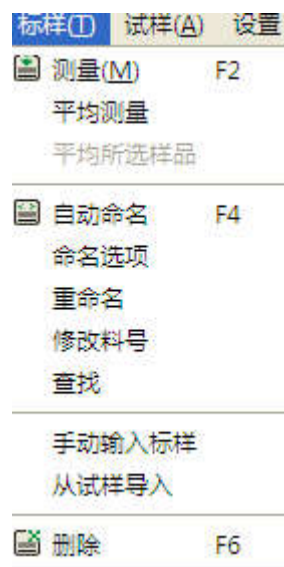 标样(T) 试样(A) 设置
测量(M) F2
平均测量
平均所选样品
自动命名 F4
命名选项
重命名
修改料号
查找
手动输入标样
从试样导入
删除 F6